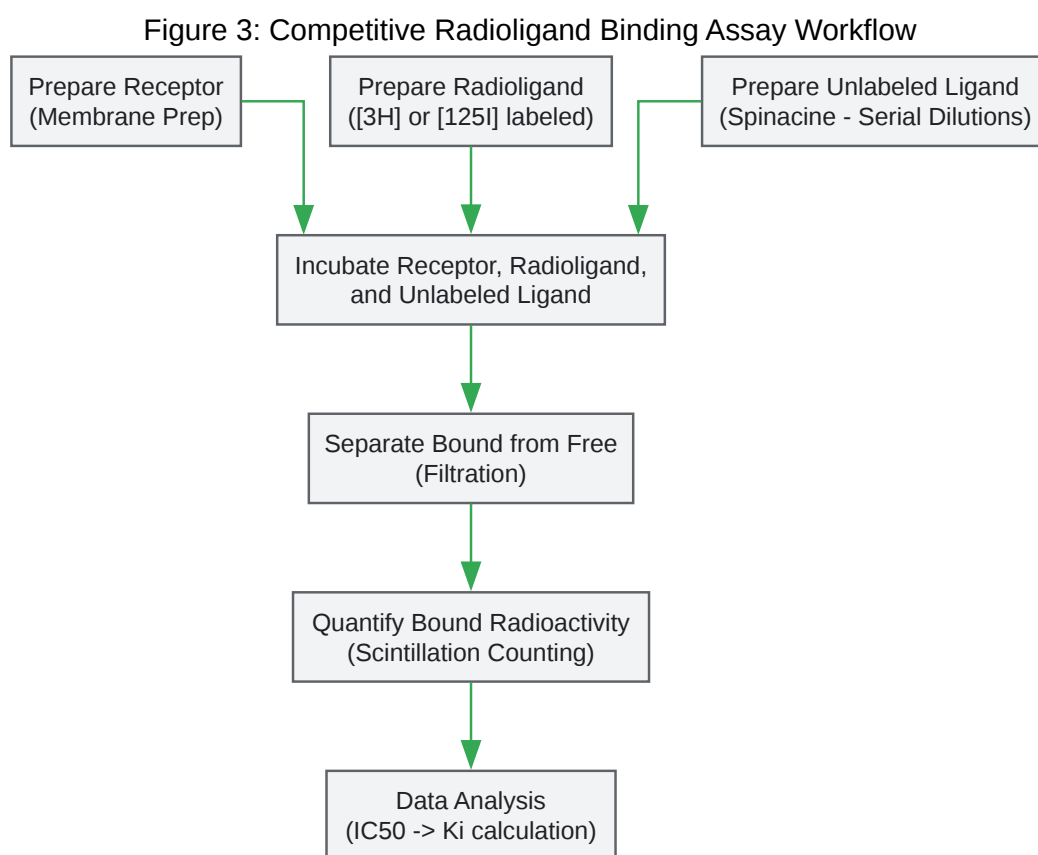 Figure 3: Competitive Radioligand Binding Assay Workflow
Prepare Receptor
(Membrane Prep)
Prepare Radioligand
([3H] or [125I] labeled)
Prepare Unlabeled Ligand
(Spinacine - Serial Dilutions)
Incubate Receptor, Radioligand,
and Unlabeled Ligand
Separate Bound from Free
(Filtration)
Quantify Bound Radioactivity
(Scintillation Counting)
Data Analysis
(IC50 -> Ki calculation)